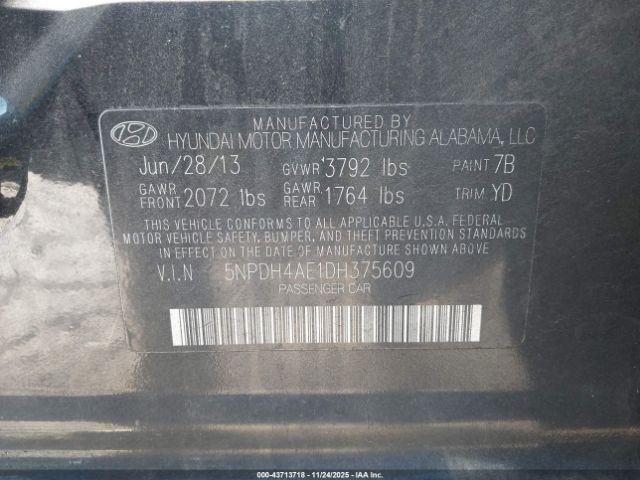 MANUFACTURED BY
HYUNDAI MOTOR MANUFACTURING ALABAMA, LLC
Jun/28/13 GVWR 3792 lbs PAINT 7B
GAWR FRONT 2072 lbs GAWR REAR 1764 lbs TRIM YD
THIS VEHICLE CONFORMS TO ALL APPLICABLE U.S.A. FEDERAL
MOTOR VEHICLE SAFETY, BUMPER, AND THEFT PREVENTION STANDARDS
IN EFFECT ON THE DATE OF MANUFACTURE SHOWN ABOVE.
V.I.N 5NPDH4AE1DH375609
PASSENGER CAR
000-43713718 - 11/24/2025 - IAA Inc.